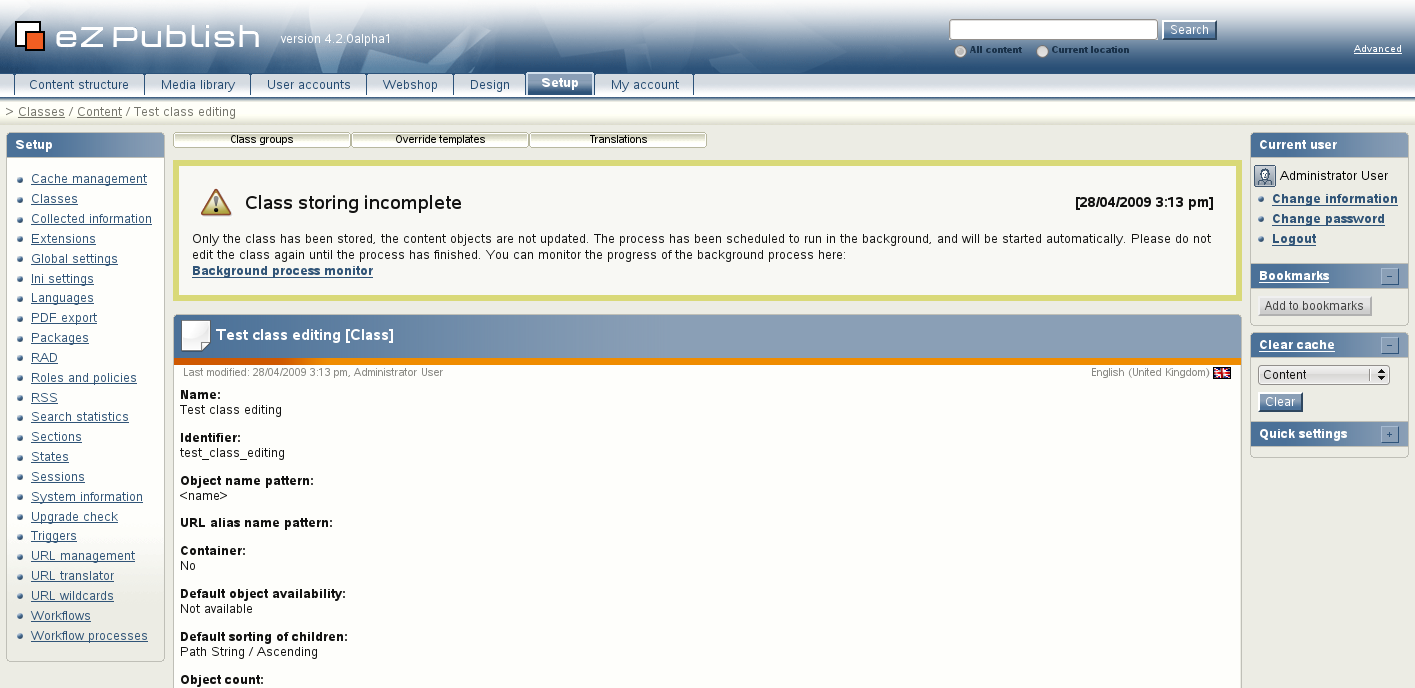 eZ Publish version 4.2.0alpha1
Search
All content Current location
Advanced
Content structure Media library User accounts Webshop Design Setup My account
> Classes / Content / Test class editing
Setup
Cache management
Classes
Collected information
Extensions
Global settings
Ini settings
Languages
PDF export
Packages
RAD
Roles and policies
RSS
Search statistics
Sections
States
Sessions
System information
Upgrade check
Triggers
URL management
URL translator
URL wildcards
Workflows
Workflow processes
Class groups Override templates Translations
Class storing incomplete [28/04/2009 3:13 pm]
Only the class has been stored, the content objects are not updated. The process has been scheduled to run in the background, and will be started automatically. Please do not
edit the class again until the process has finished. You can monitor the progress of the background process here:
Background process monitor
Test class editing [Class]
Last modified: 28/04/2009 3:13 pm, Administrator User English (United Kingdom)
Name:
Test class editing
Identifier:
test_class_editing
Object name pattern:
<name>
URL alias name pattern:
Container:
No
Default object availability:
Not available
Default sorting of children:
Path String / Ascending
Object count:
Current user
Administrator User
Change information
Change password
Logout
Bookmarks -
Add to bookmarks
Clear cache -
Content
Clear
Quick settings +